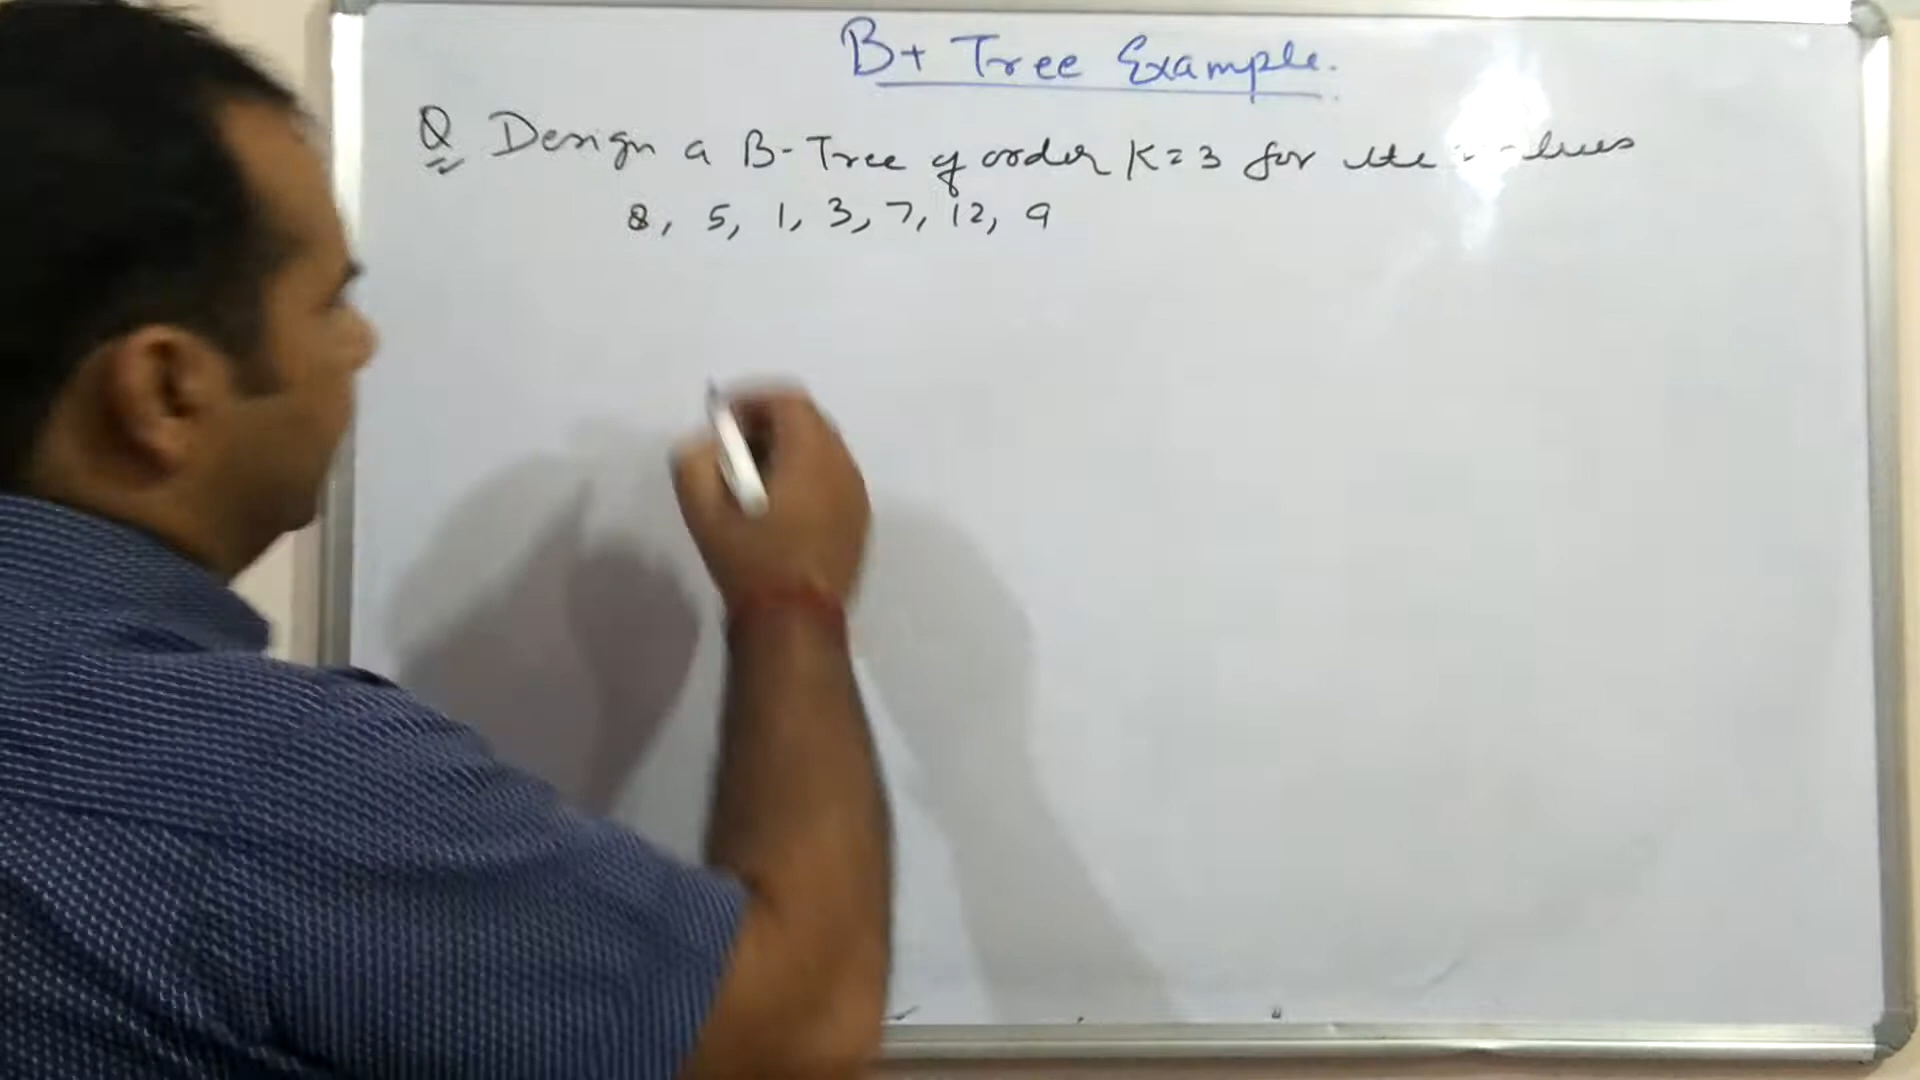 B+ Tree Example.
Q Design a B-Tree of order K=3 for the
8, 5, 1, 3, 7, 12, 9